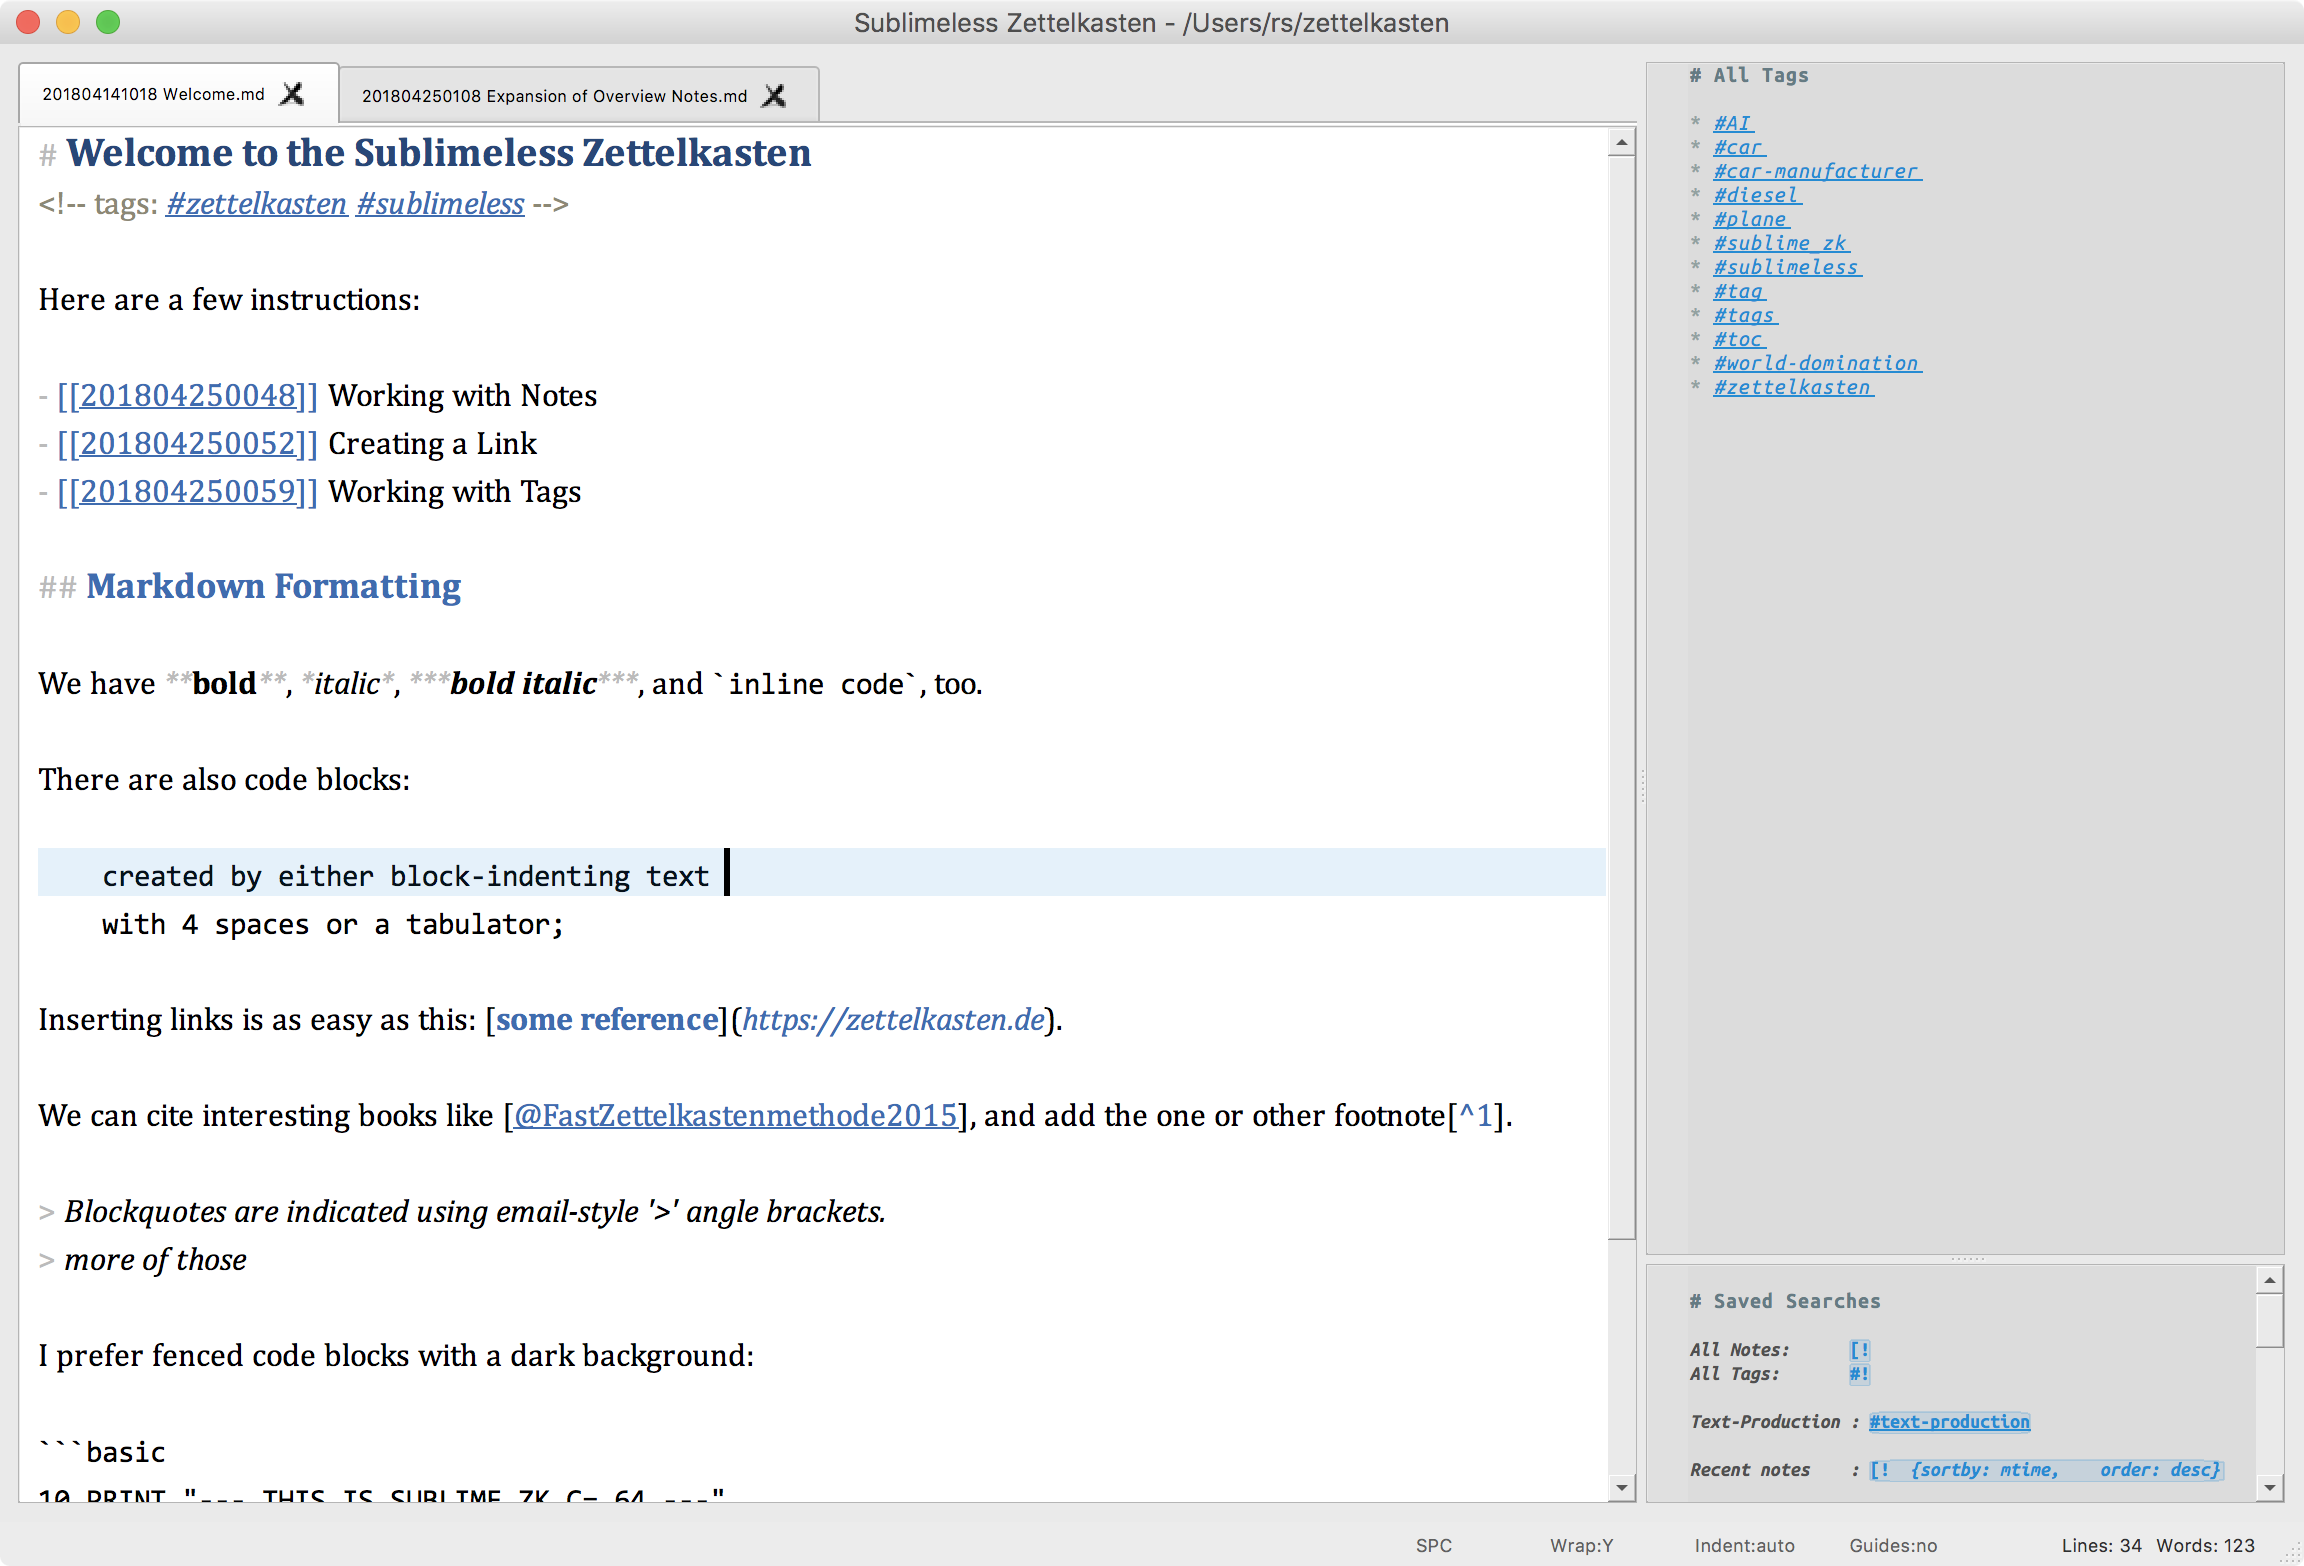 Sublimeless Zettelkasten - /Users/rs/zettelkasten
201804141018 Welcome.md
201804250108 Expansion of Overview Notes.md
# Welcome to the Sublimeless Zettelkasten
<!-- tags: #zettelkasten #sublimeless -->
Here are a few instructions:
- [[201804250048]] Working with Notes
- [[201804250052]] Creating a Link
- [[201804250059]] Working with Tags
## Markdown Formatting
We have **bold**, *italic*, ***bold italic***, and `inline code`, too.
There are also code blocks:
created by either block-indenting text
with 4 spaces or a tabulator;
Inserting links is as easy as this: [some reference](https://zettelkasten.de).
We can cite interesting books like [@FastZettelkastenmethode2015], and add the one or other footnote[^1].
> Blockquotes are indicated using email-style '>' angle brackets.
> more of those
I prefer fenced code blocks with a dark background:
```basic
10 PRINT "--- THIS IS SUBLIME_ZK C= 64 ---"
# All Tags
* #AI
* #car
* #car-manufacturer
* #diesel
* #plane
* #sublime_zk
* #sublimeless
* #tag
* #tags
* #toc
* #world-domination
* #zettelkasten
# Saved Searches
All Notes: [!
All Tags: #!
Text-Production : #text-production
Recent notes : [! {sortby: mtime, order: desc}
SPC Wrap:Y Indent:auto Guides:no Lines: 34 Words: 123